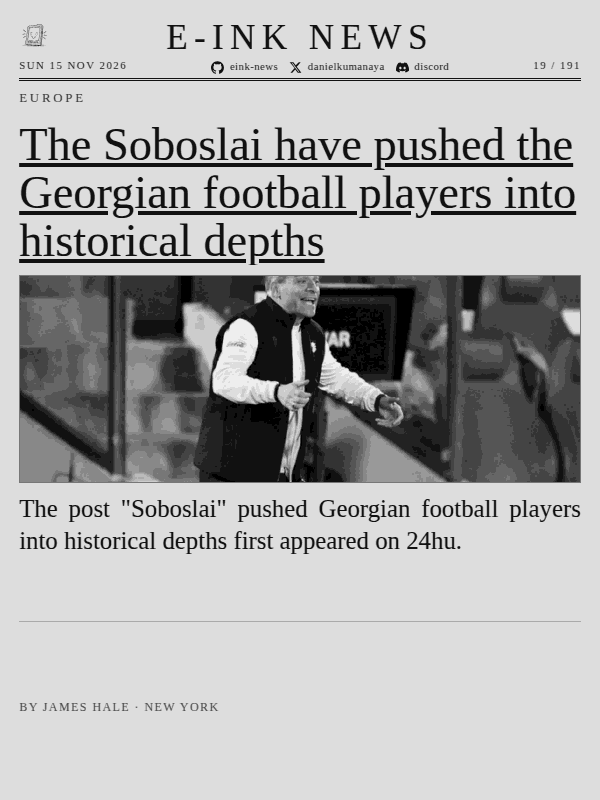 E-INK NEWS
SUN 15 NOV 2026
eink-news danielkumanaya discord
19 / 191
EUROPE
The Soboslai have pushed the
Georgian football players into
historical depths
AR
The post "Soboslai" pushed Georgian football players
into historical depths first appeared on 24hu.
BY JAMES HALE · NEW YORK